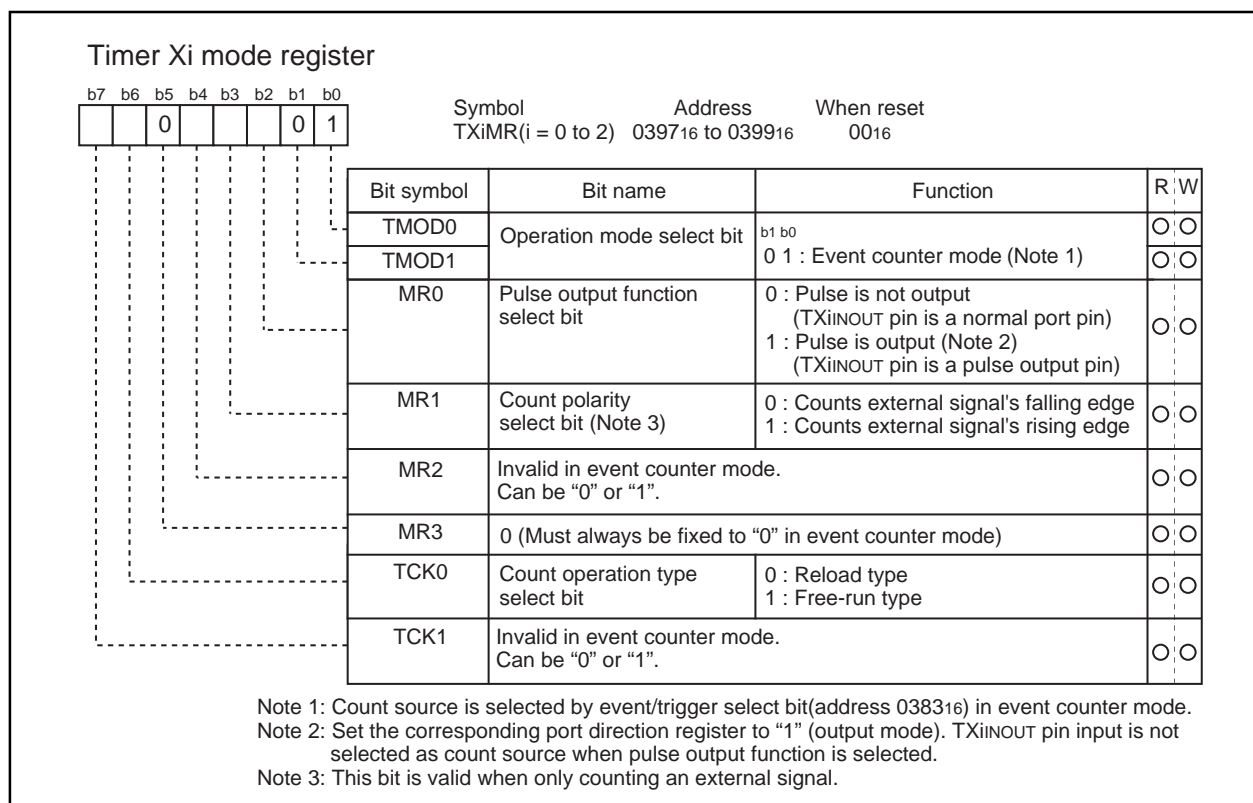 Timer Xi mode register
b7 b6 b5 b4 b3 b2 b1 b0
0 0 1
Symbol Address When reset
TXiMR(i = 0 to 2) 039716 to 039916 0016
Bit symbol Bit name Function R W
TMOD0 Operation mode select bit b1 b0
TMOD1 0 1 : Event counter mode (Note 1)
MR0 Pulse output function 0 : Pulse is not output
select bit (TXiINOUT pin is a normal port pin)
1 : Pulse is output (Note 2)
(TXiINOUT pin is a pulse output pin)
MR1 Count polarity 0 : Counts external signal's falling edge
select bit (Note 3) 1 : Counts external signal's rising edge
MR2 Invalid in event counter mode.
Can be “0” or “1”.
MR3 0 (Must always be fixed to “0” in event counter mode)
TCK0 Count operation type 0 : Reload type
select bit 1 : Free-run type
TCK1 Invalid in event counter mode.
Can be “0” or “1”.
Note 1: Count source is selected by event/trigger select bit(address 038316) in event counter mode.
Note 2: Set the corresponding port direction register to “1” (output mode). TXiINOUT pin input is not
selected as count source when pulse output function is selected.
Note 3: This bit is valid when only counting an external signal.